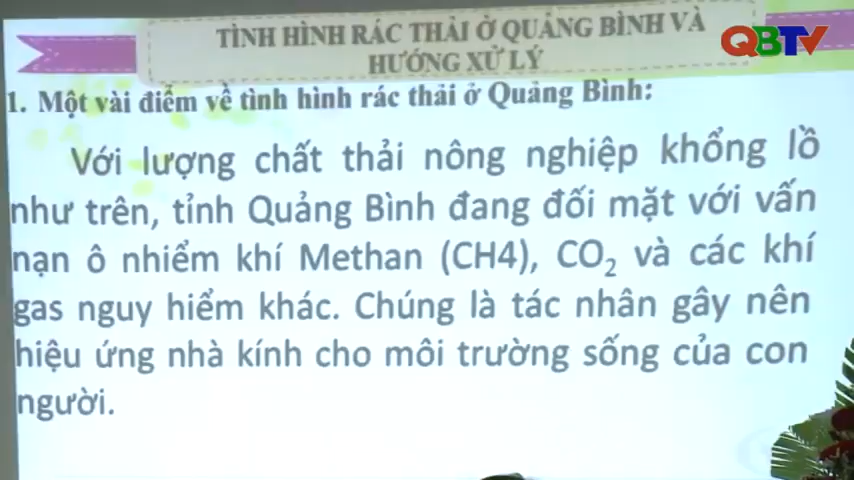 TÌNH HÌNH RÁC THẢI Ở QUẢNG BÌNH VÀ
HƯỚNG XỬ LÝ
QBTV
1. Một vài điểm về tình hình rác thải ở Quảng Bình:
Với lượng chất thải nông nghiệp khổng lồ
như trên, tỉnh Quảng Bình đang đối mặt với vấn
nạn ô nhiễm khí Methan (CH4), CO₂ và các khí
gas nguy hiểm khác. Chúng là tác nhân gây nên
hiệu ứng nhà kính cho môi trường sống của con
người.